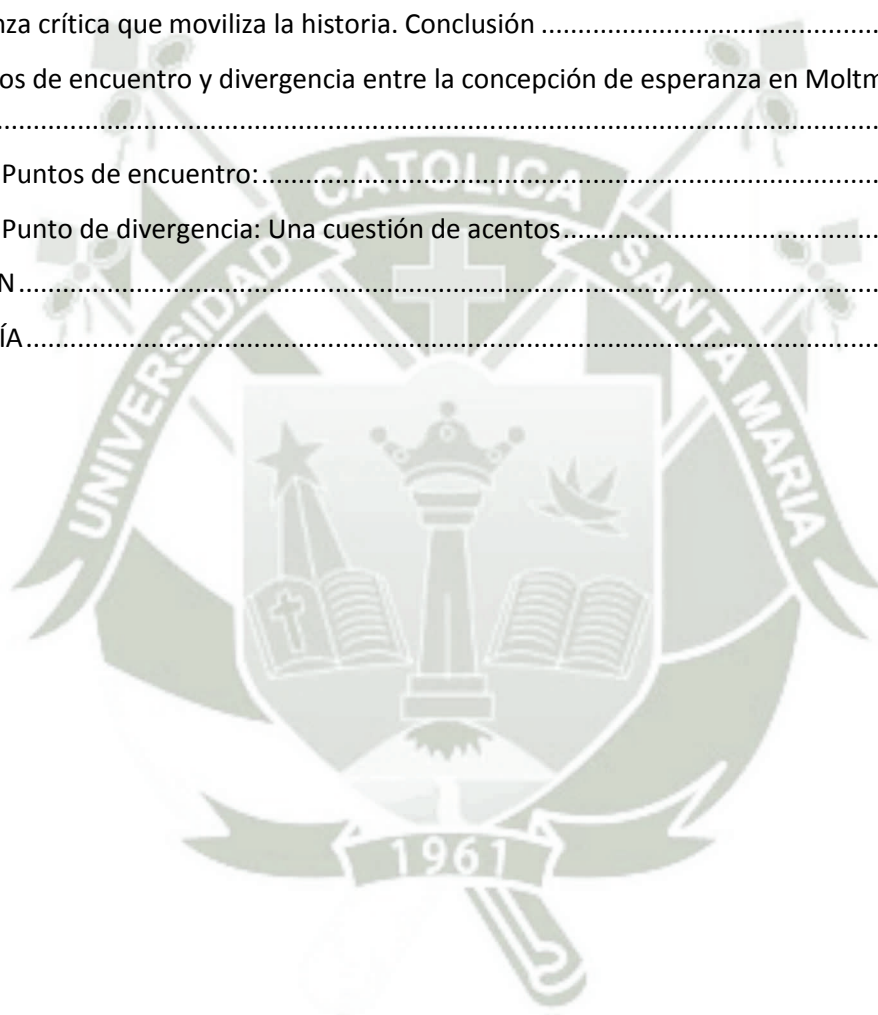 nza crítica que moviliza la historia. Conclusión ..........................................
os de encuentro y divergencia entre la concepción de esperanza en Moltm
..........................................................................................................................
Puntos de encuentro:...............................................................................
Punto de divergencia: Una cuestión de acentos........................................
N..........................................................................................................................
ÍA.........................................................................................................................
UNIVERSIDAD CATOLICA SANTA MARIA
1961